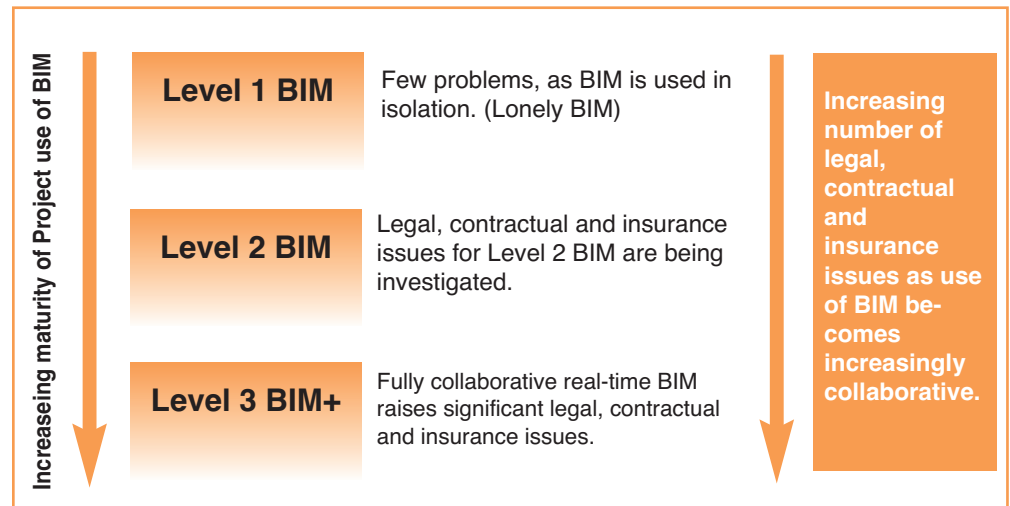 Increaseing maturity of Project use of BIM
Level 1 BIM
Few problems, as BIM is used in
isolation. (Lonely BIM)
Level 2 BIM
Legal, contractual and insurance
issues for Level 2 BIM are being
investigated.
Level 3 BIM+
Fully collaborative real-time BIM
raises significant legal, contractual
and insurance issues.
Increasing
number of
legal,
contractual
and
insurance
issues as use
of BIM be-
comes
increasingly
collaborative.